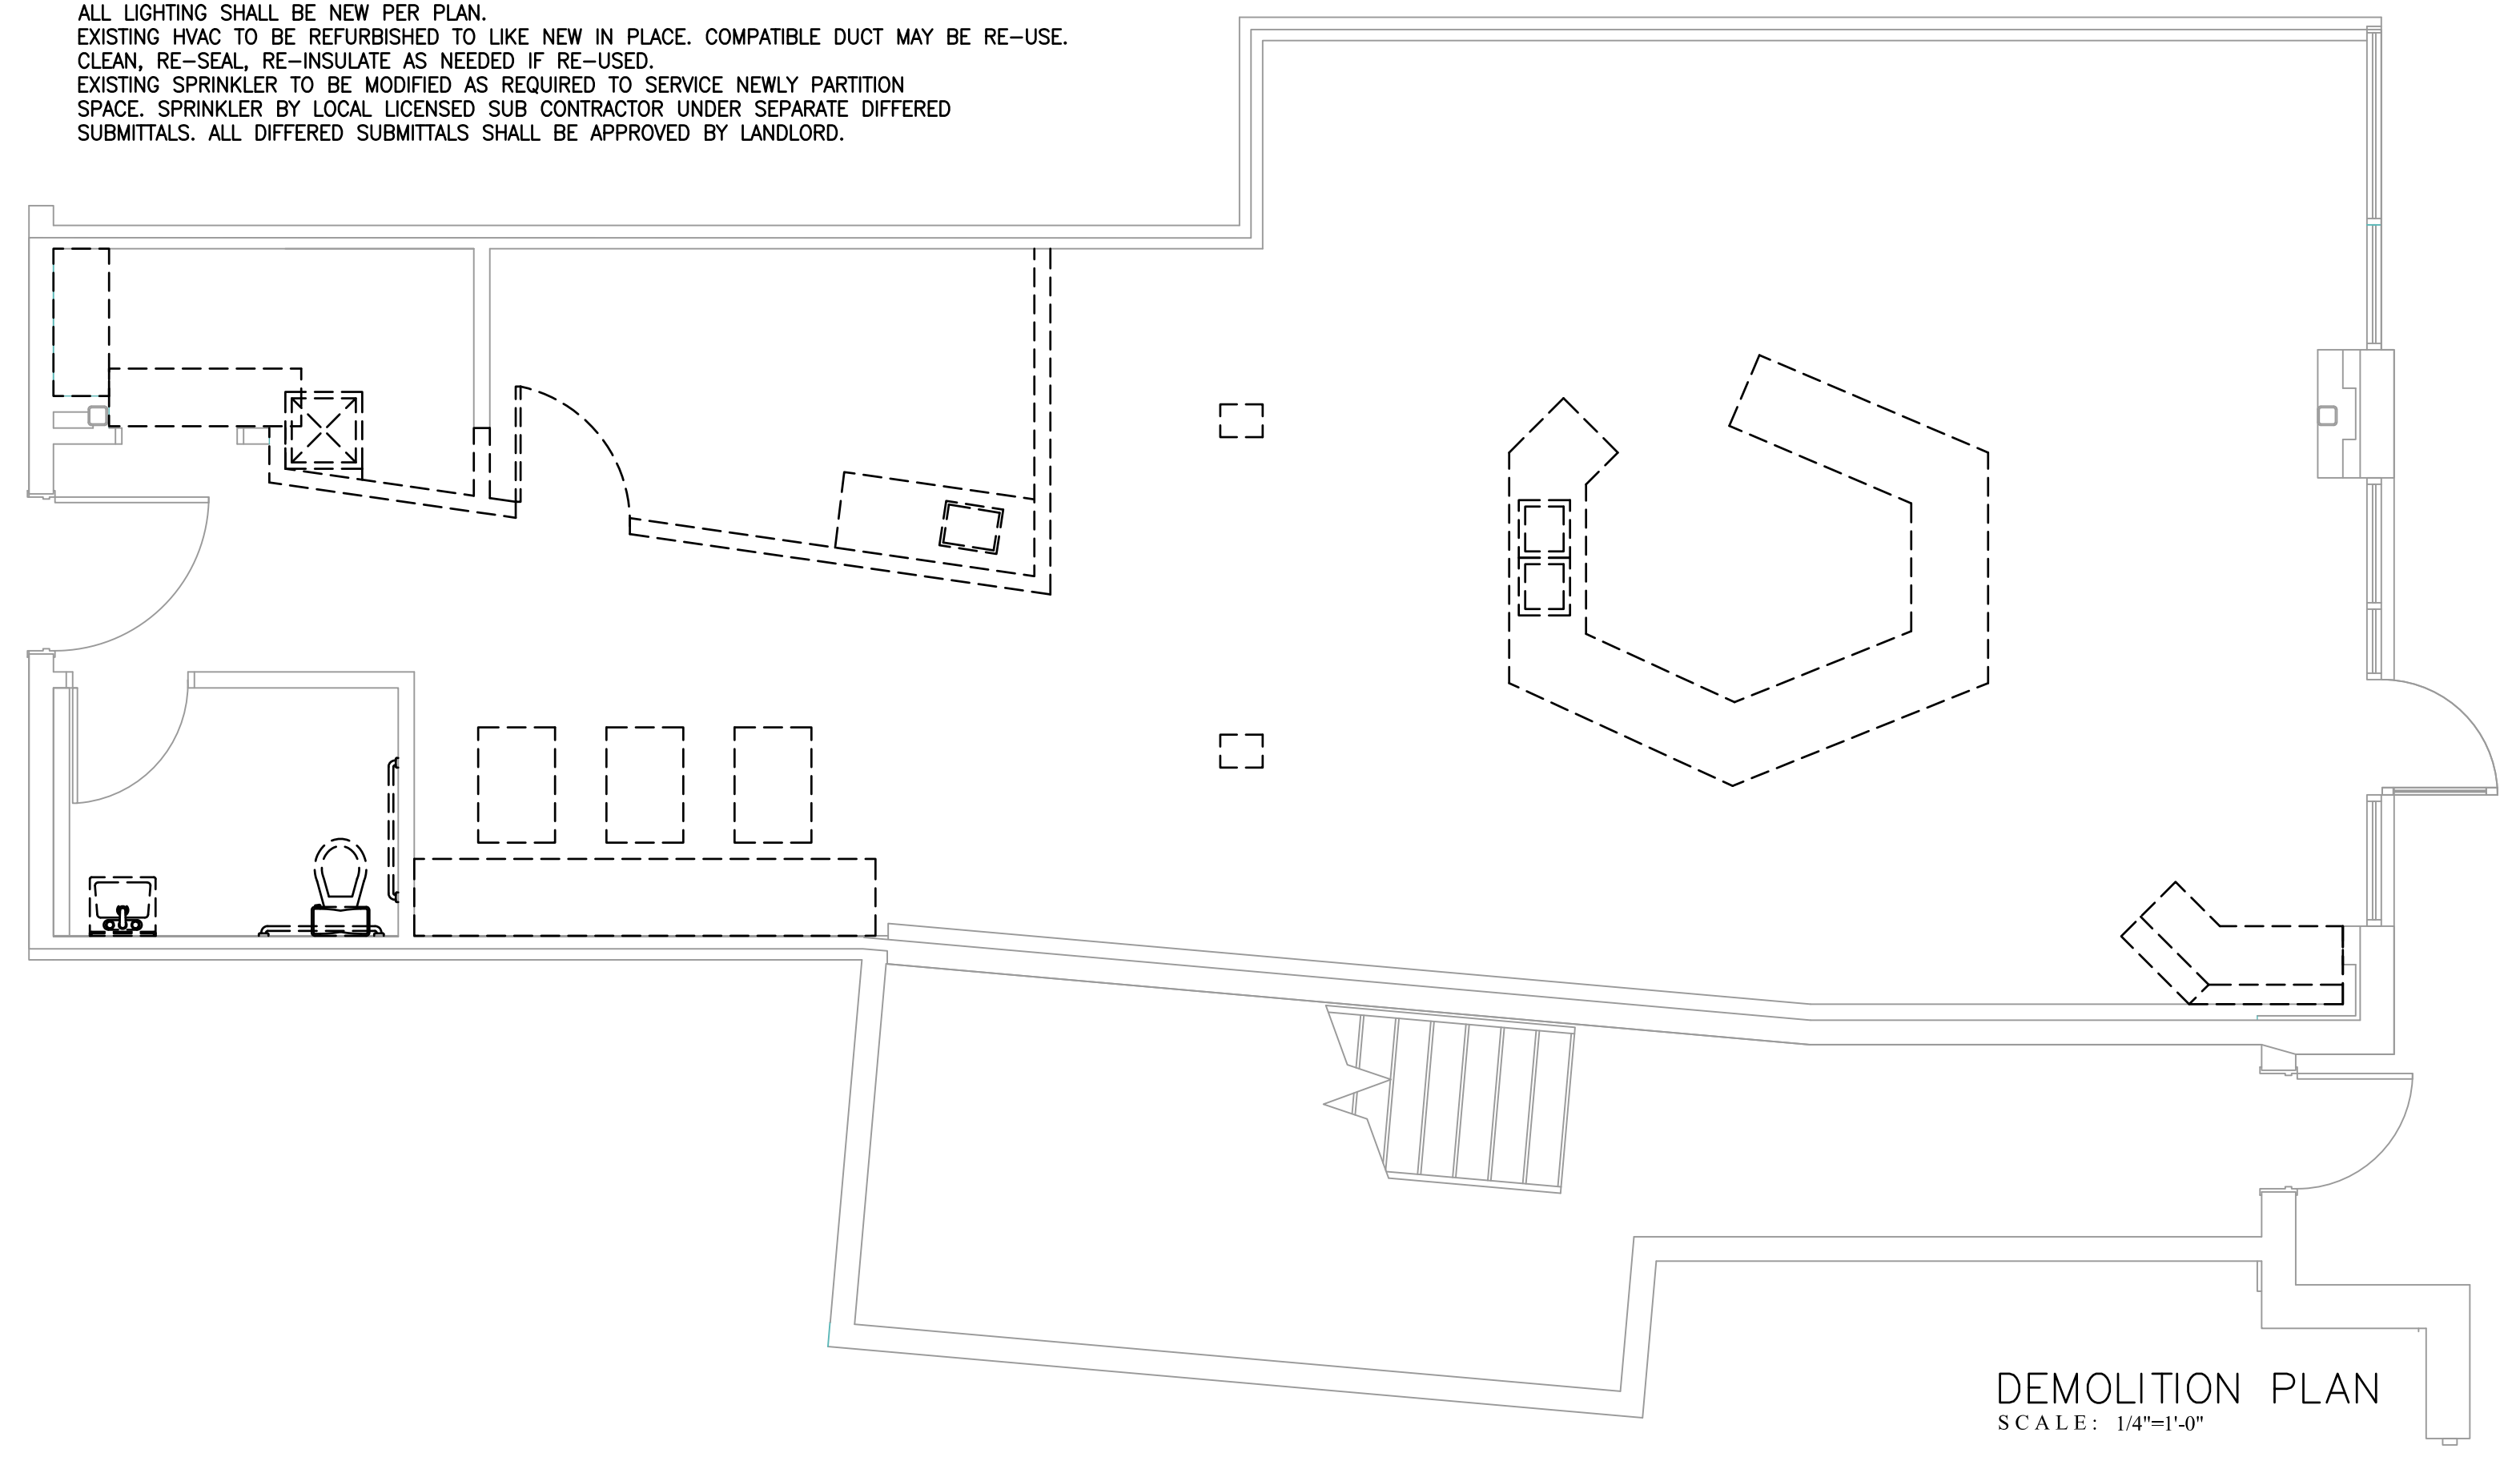 ALL LIGHTING SHALL BE NEW PER PLAN.
EXISTING HVAC TO BE REFURBISHED TO LIKE NEW IN PLACE. COMPATIBLE DUCT MAY BE RE-USE.
CLEAN, RE-SEAL, RE-INSULATE AS NEEDED IF RE-USED.
EXISTING SPRINKLER TO BE MODIFIED AS REQUIRED TO SERVICE NEWLY PARTITION
SPACE. SPRINKLER BY LOCAL LICENSED SUB CONTRACTOR UNDER SEPARATE DIFFERED
SUBMITTALS. ALL DIFFERED SUBMITTALS SHALL BE APPROVED BY LANDLORD.
DEMOLITION PLAN
SCALE: 1/4"=1'-0"